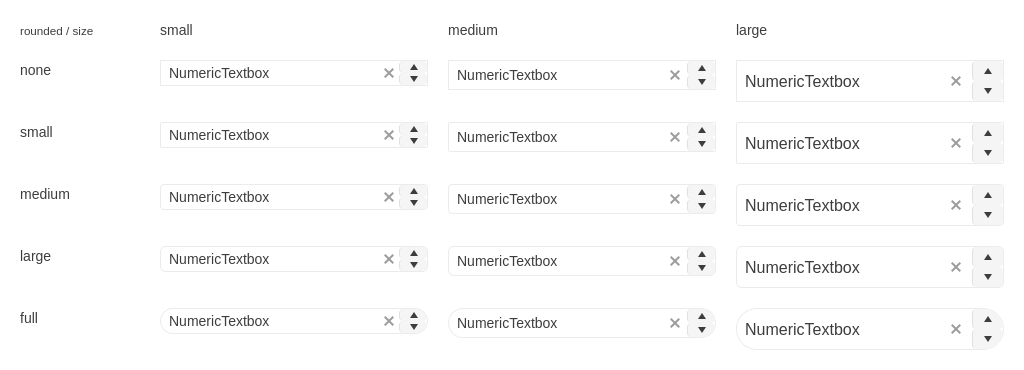 rounded / size small medium large
none NumericTextbox NumericTextbox NumericTextbox
small NumericTextbox NumericTextbox NumericTextbox
medium NumericTextbox NumericTextbox NumericTextbox
large NumericTextbox NumericTextbox NumericTextbox
full NumericTextbox NumericTextbox NumericTextbox